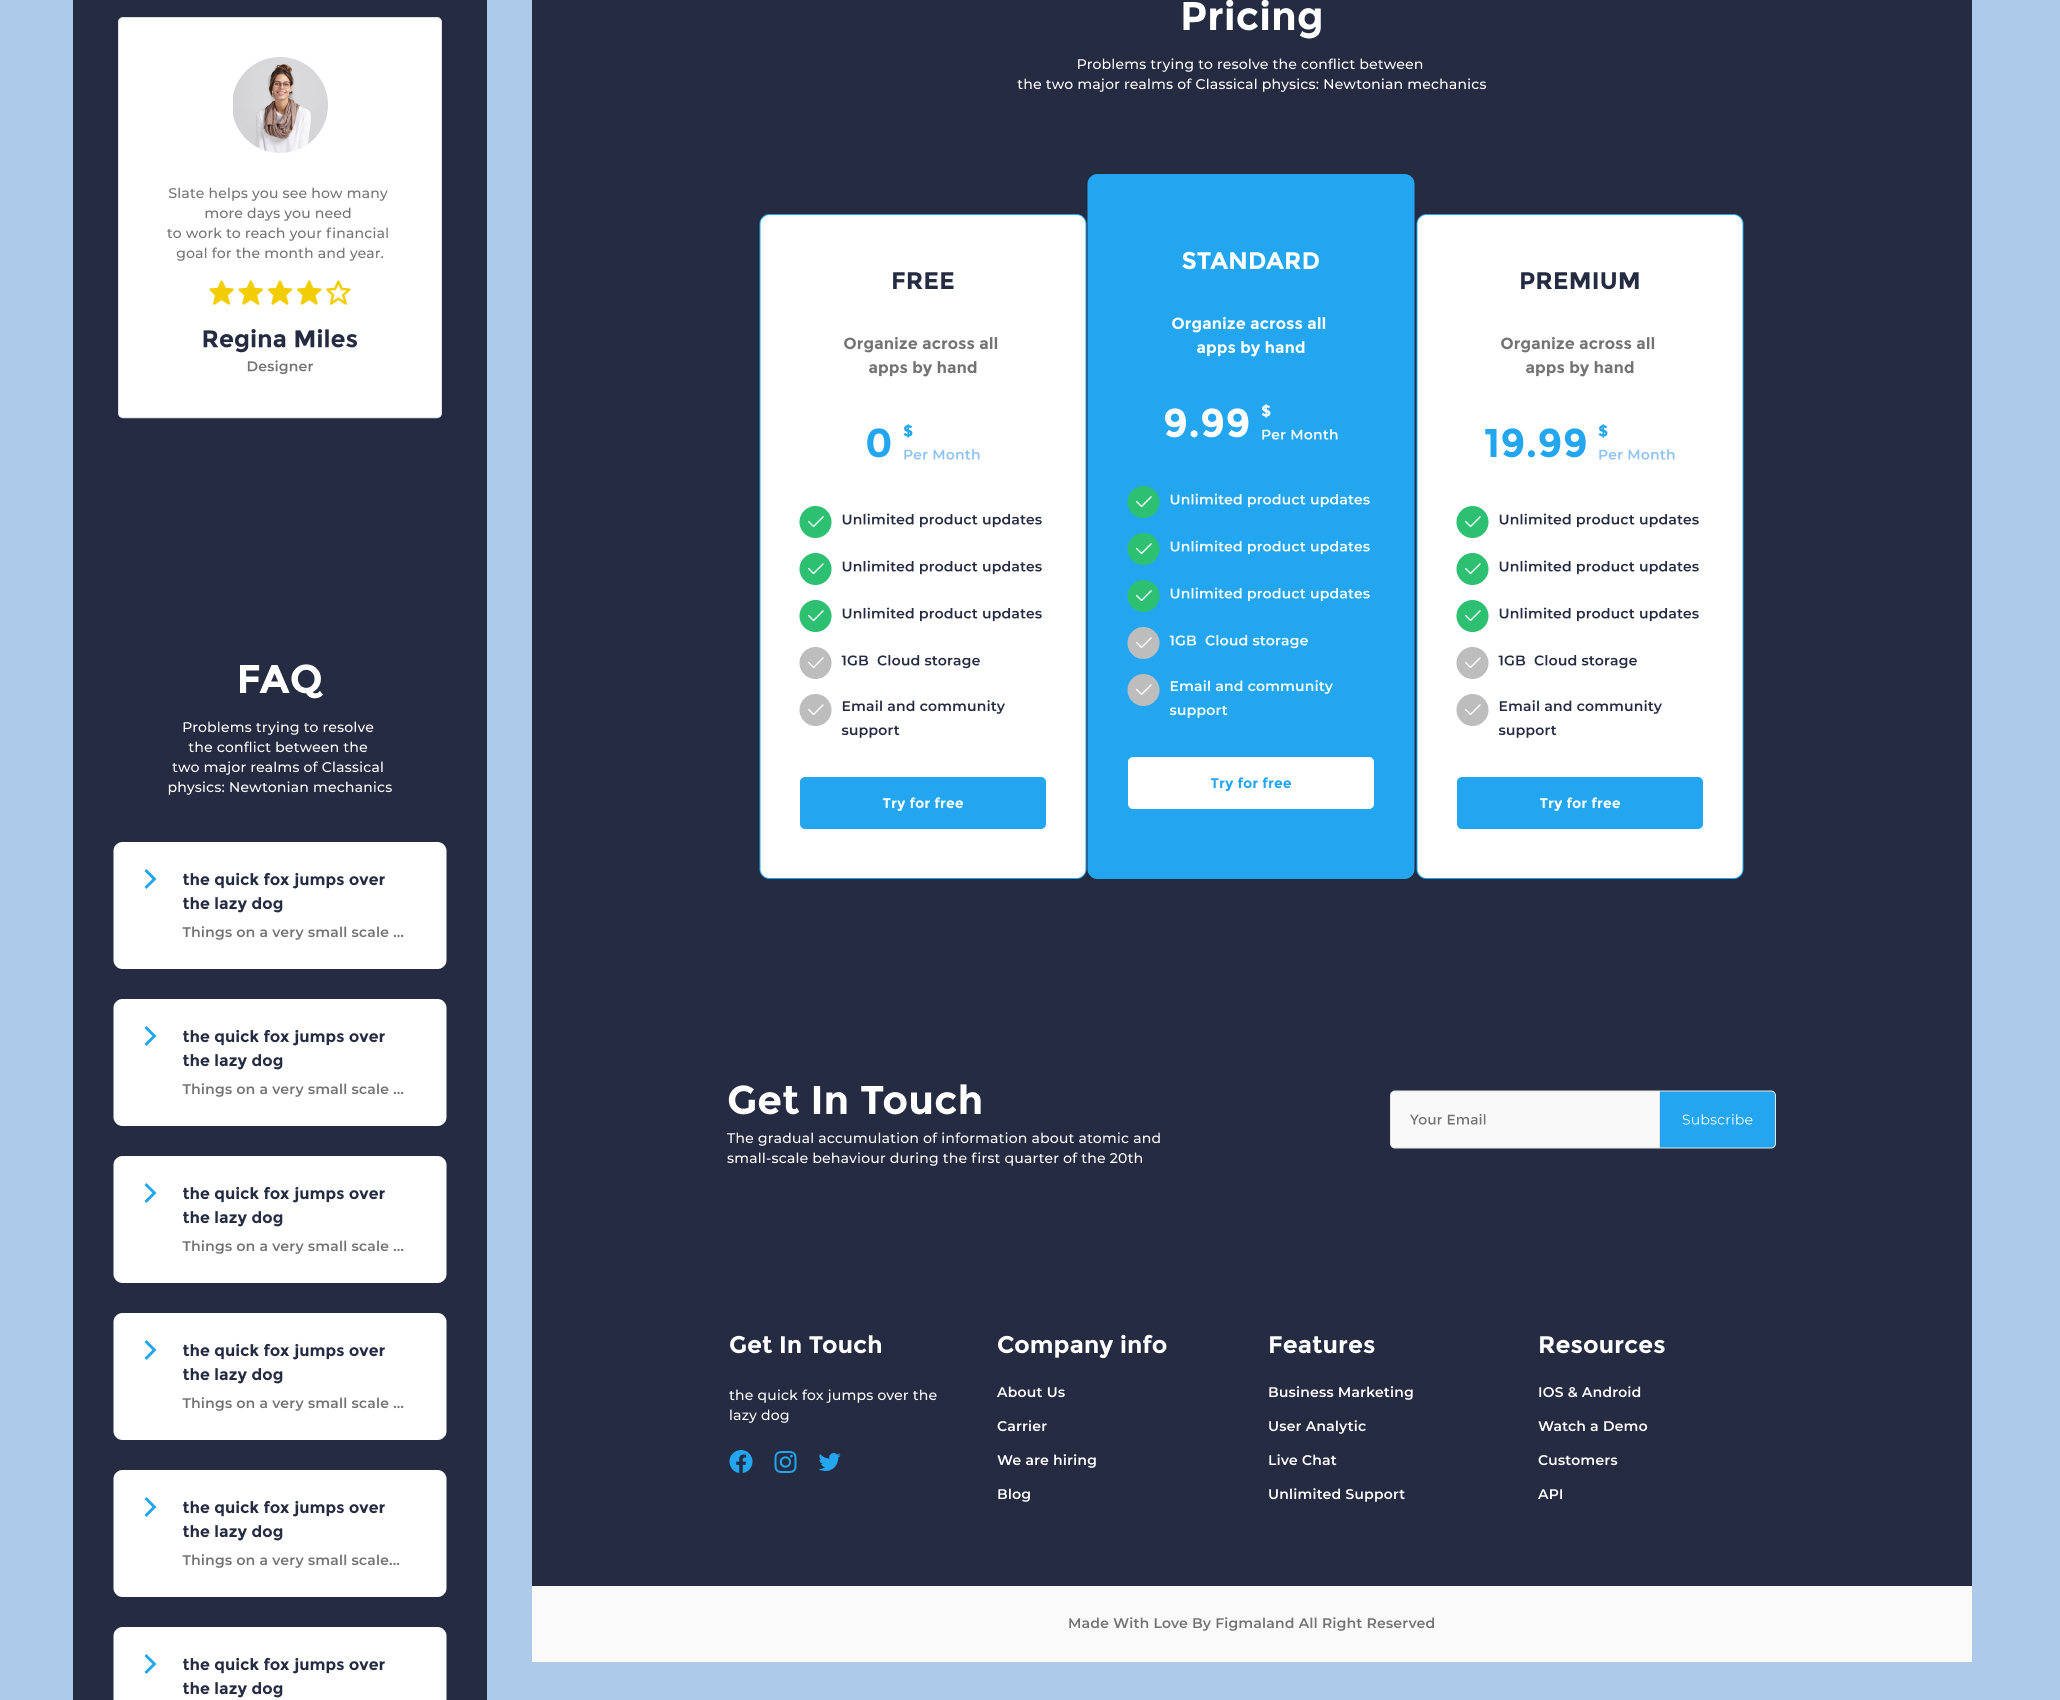 Slate helps you see how many
more days you need
to work to reach your financial
goal for the month and year.
Regina Miles
Designer
FAQ
Problems trying to resolve
the conflict between the
two major realms of Classical
physics: Newtonian mechanics
the quick fox jumps over
the lazy dog
Things on a very small scale ...
the quick fox jumps over
the lazy dog
Things on a very small scale ...
the quick fox jumps over
the lazy dog
Things on a very small scale ...
the quick fox jumps over
the lazy dog
Things on a very small scale ...
the quick fox jumps over
the lazy dog
Things on a very small scale...
the quick fox jumps over
the lazy dog
Pricing
Problems trying to resolve the conflict between
the two major realms of Classical physics: Newtonian mechanics
FREE
Organize across all
apps by hand
0 $
Per Month
Unlimited product updates
Unlimited product updates
Unlimited product updates
1GB  Cloud storage
Email and community
support
Try for free
STANDARD
Organize across all
apps by hand
9.99 $
Per Month
Unlimited product updates
Unlimited product updates
Unlimited product updates
1GB  Cloud storage
Email and community
support
Try for free
PREMIUM
Organize across all
apps by hand
19.99 $
Per Month
Unlimited product updates
Unlimited product updates
Unlimited product updates
1GB  Cloud storage
Email and community
support
Try for free
Get In Touch
The gradual accumulation of information about atomic and
small-scale behaviour during the first quarter of the 20th
Your Email
Subscribe
Get In Touch
the quick fox jumps over the
lazy dog
Company info
About Us
Carrier
We are hiring
Blog
Features
Business Marketing
User Analytic
Live Chat
Unlimited Support
Resources
IOS & Android
Watch a Demo
Customers
API
Made With Love By Figmaland All Right Reserved